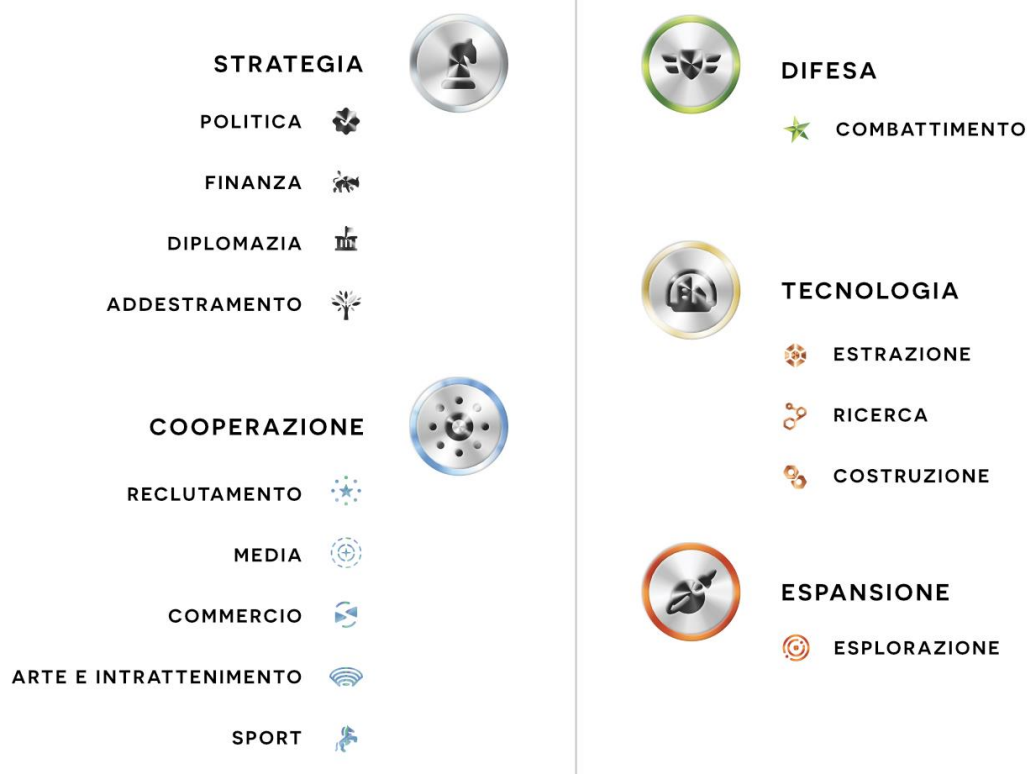 STRATEGIA
POLITICA
FINANZA
DIPLOMAZIA
ADDESTRAMENTO
COOPERAZIONE
RECLUTAMENTO
MEDIA
COMMERCIO
ARTE E INTRATTENIMENTO
SPORT
DIFESA
COMBATTIMENTO
TECNOLOGIA
ESTRAZIONE
RICERCA
COSTRUZIONE
ESPANSIONE
ESPLORAZIONE